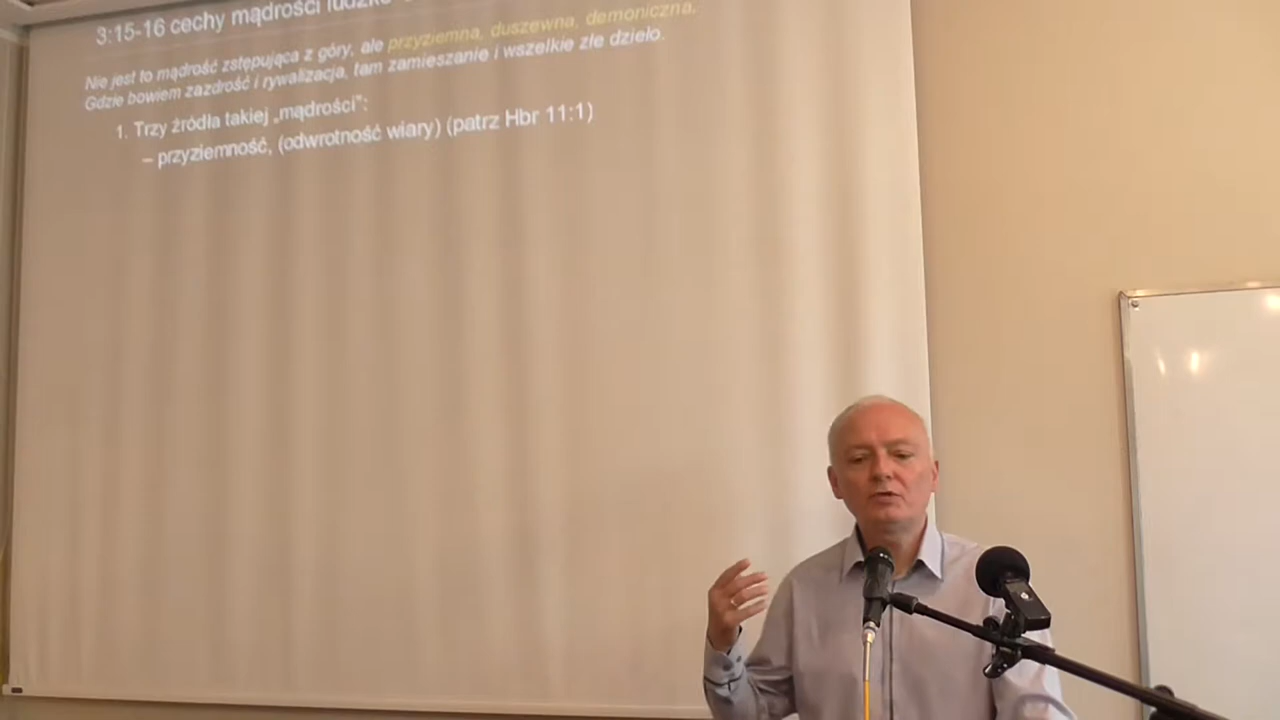 3:15-16 cechy mądrości
Nie jest to mądrość zstępująca z góry, ale przyziemna, duszewna, demoniczna.
Gdzie bowiem zazdrość i rywalizacja, tam zamieszanie i wszelkie złe dzieło.
1. Trzy źródła takiej „mądrości”:
– przyziemność, (odwrotność wiary) (patrz Hbr 11:1)